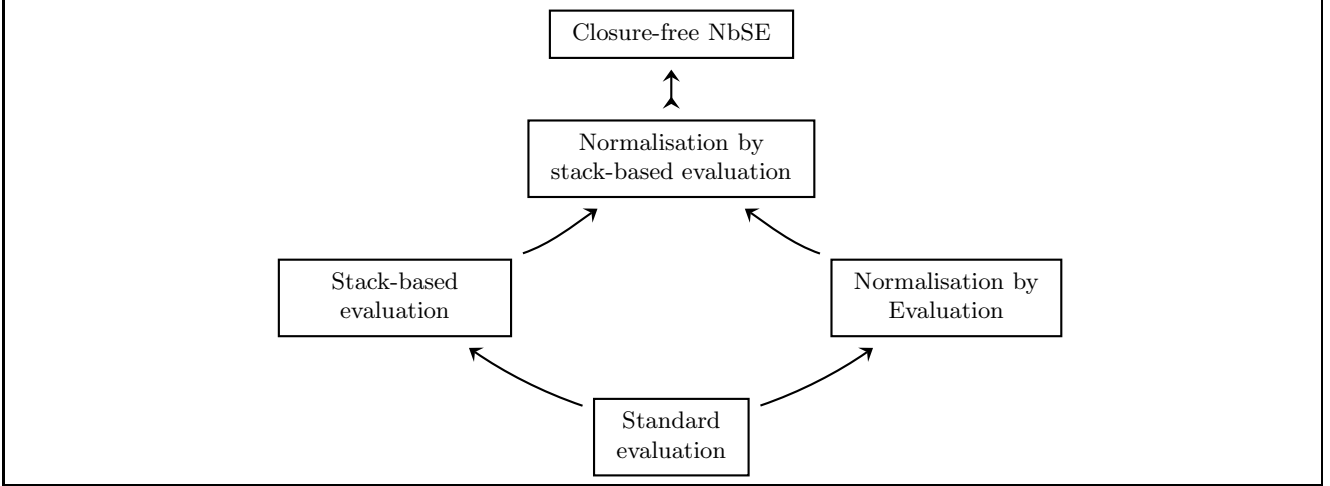 Closure-free NbSE
Normalisation by
stack-based evaluation
Stack-based
evaluation
Normalisation by
Evaluation
Standard
evaluation